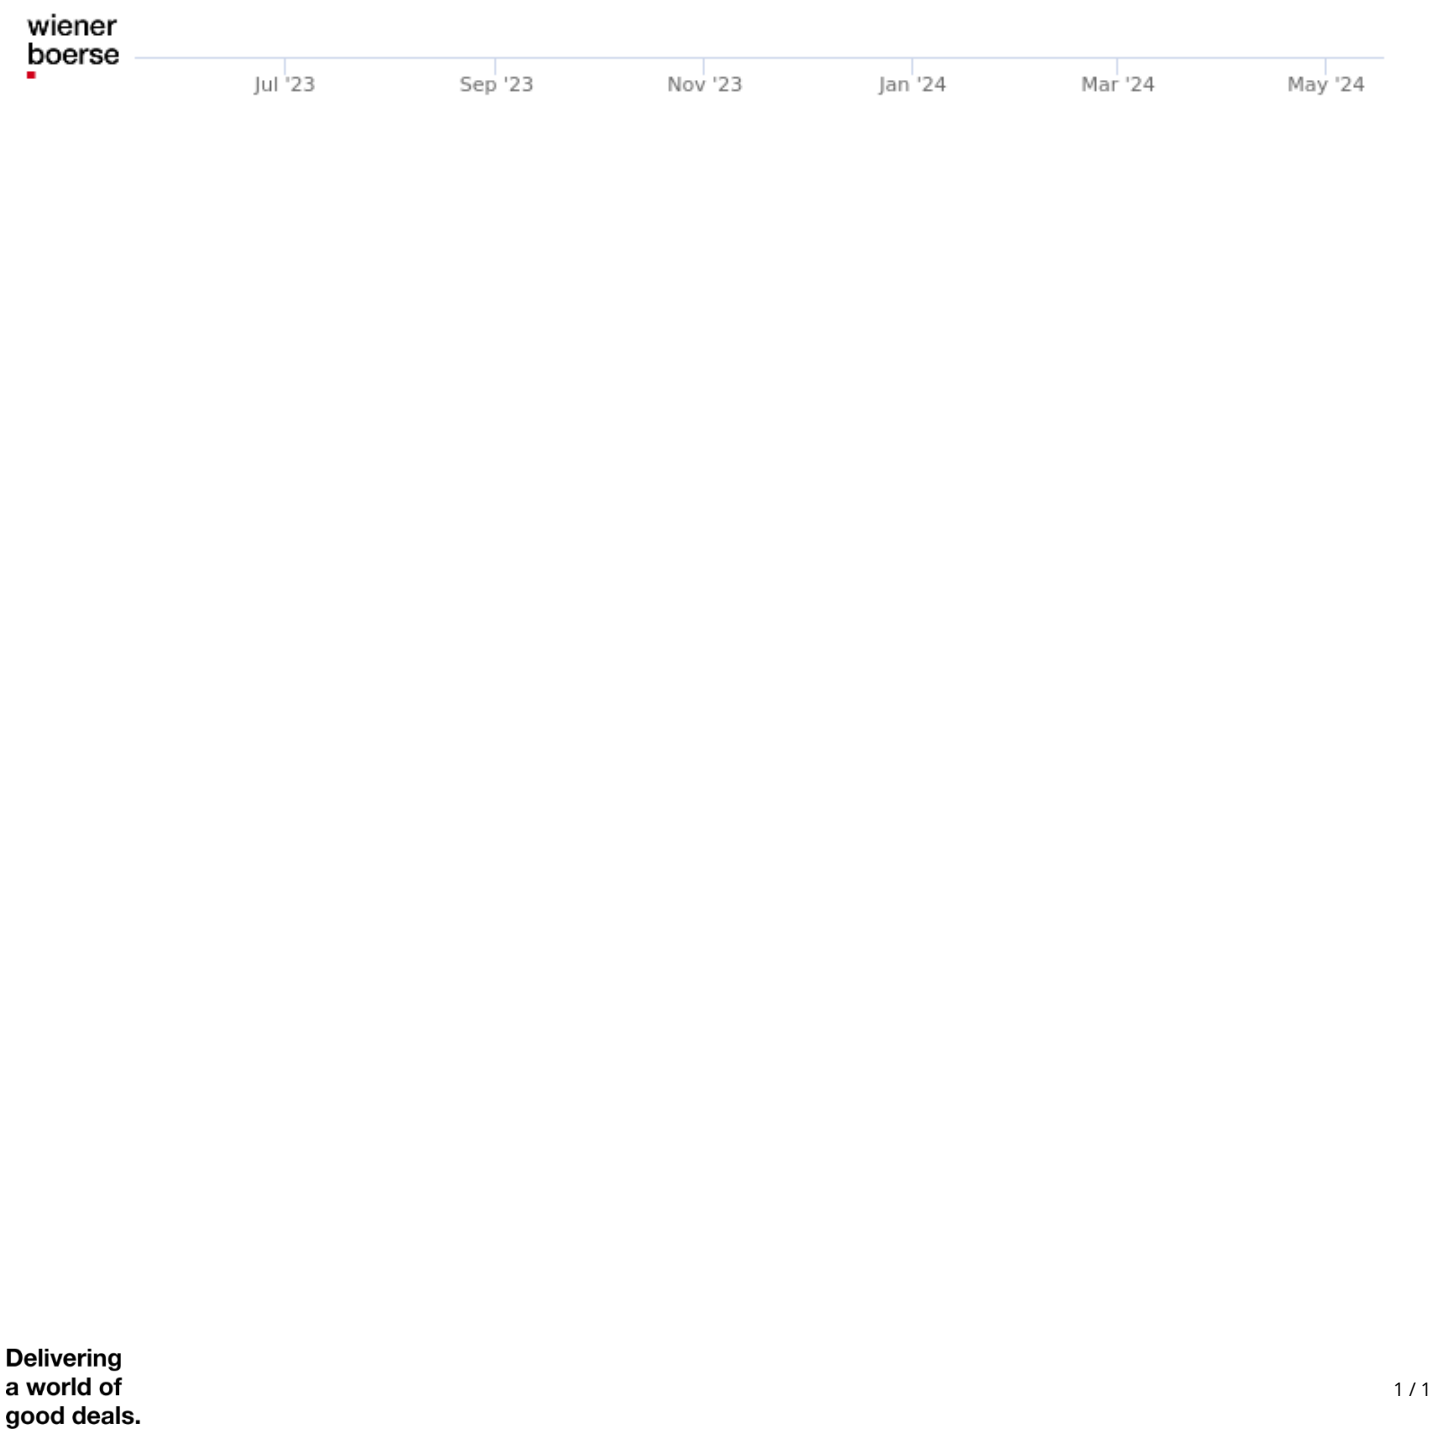 wiener
boerse
Jul '23 Sep '23 Nov '23 Jan '24 Mar '24 May '24
Delivering
a world of
good deals.
1 / 1